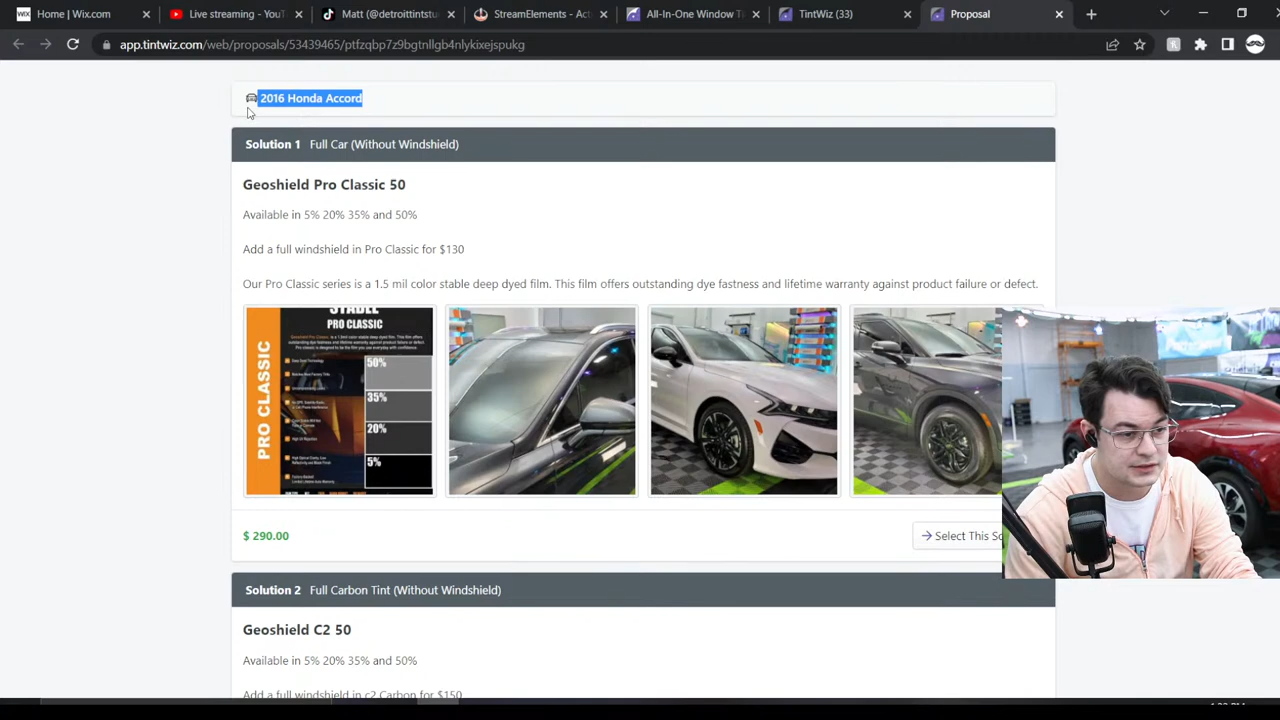 Home | Wix.com
Live streaming - YouT
Matt (@detroittintstu
StreamElements - Act
All-In-One Window T
TintWiz (33)
Proposal
app.tintwiz.com/web/proposals/53439465/ptfzqbp7z9bgtnllgb4nlykixejspukg
2016 Honda Accord
Solution 1 Full Car (Without Windshield)
Geoshield Pro Classic 50
Available in 5% 20% 35% and 50%
Add a full windshield in Pro Classic for $130
Our Pro Classic series is a 1.5 mil color stable deep dyed film. This film offers outstanding dye fastness and lifetime warranty against product failure or defect.
STABLE
PRO CLASSIC
PRO CLASSIC
50%
35%
20%
5%
$ 290.00
Select This So
Solution 2 Full Carbon Tint (Without Windshield)
Geoshield C2 50
Available in 5% 20% 35% and 50%
Add a full windshield in c2 Carbon for $150